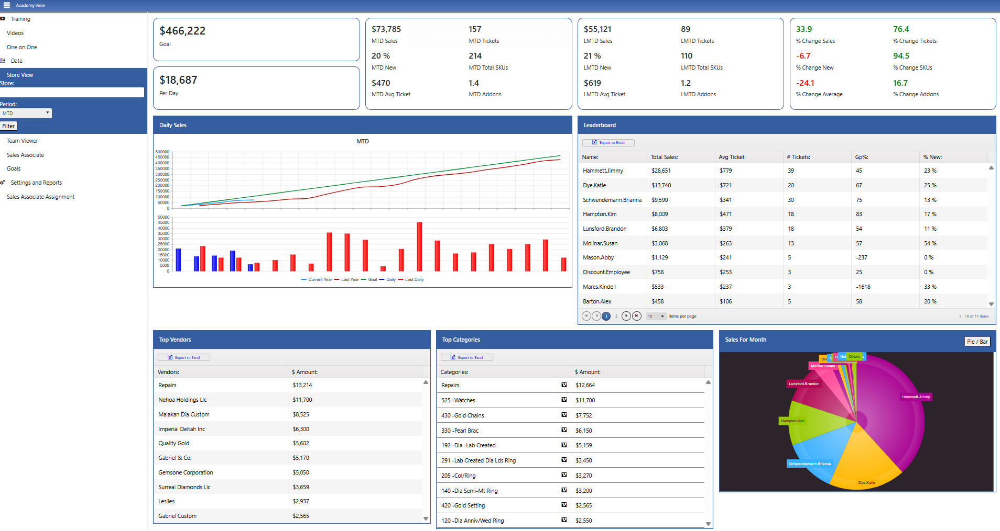 Academy View
Training
Videos
One on One
Data
Store View
Store:
Period:
MTD
Filter
Team Viewer
Sales Associate
Goals
Settings and Reports
Sales Associate Assignment
$466,222
Goal
$18,687
Per Day
$73,785 157
MTD Sales MTD Tickets
20 % 214
MTD New MTD Total SKUs
$470 1.4
MTD Avg Ticket MTD Addons
$55,121 89
LMTD Sales LMTD Tickets
21 % 110
LMTD New LMTD Total SKUs
$619 1.2
LMTD Avg Ticket LMTD Addons
33.9 76.4
% Change Sales % Change Tickets
-6.7 94.5
% Change New % Change SKUs
-24.1 16.7
% Change Average % Change Addons
Daily Sales
MTD
500000
450000
400000
350000
300000
250000
200000
150000
100000
50000
0
50000
45000
40000
35000
30000
25000
20000
15000
10000
5000
0
Current Year Last Year Goal Daily Last Daily
Leaderboard
Export to Excel
Name: Total Sales: Avg Ticket: # Tickets: Gp%: % New:
Hammett.Jimmy $28,651 $779 39 45 23 %
Dye.Katie $13,740 $721 20 67 25 %
Schwendemann.Brianna $9,590 $341 30 75 13 %
Hampton.Kim $8,009 $471 18 83 17 %
Lunsford.Brandon $6,803 $379 18 54 11 %
Molinar.Susan $3,068 $263 13 57 54 %
Mason.Abby $1,129 $241 5 -237 0 %
Discount.Employee $758 $253 3 25 0 %
Mares.Kindell $533 $237 3 -1618 33 %
Barton.Alex $458 $106 5 58 20 %
1 2 10 items per page 1 - 10 of 17 items
Top Vendors
Export to Excel
Vendors: $ Amount:
Repairs $13,214
Nehoa Holdings Llc $11,700
Malakan Dia Custom $8,525
Imperial Deltah Inc $6,300
Quality Gold $5,602
Gabriel & Co. $5,170
Gemsone Corporation $5,050
Surreal Diamonds Llc $3,659
Leslies $2,937
Gabriel Custom $2,565
Top Categories
Export to Excel
Categories: $ Amount:
Repairs $12,664
525 -Watches $11,700
430 -Gold Chains $7,752
330 -Pearl Brac $6,150
192 -Dia -Lab Created $5,159
291 -Lab Created Dia Lds Ring $3,450
205 -Col/Ring $3,270
140 -Dia Semi-Mt Ring $3,200
420 -Gold Setting $2,565
120 -Dia Anniv/Wed Ring $2,550
Sales For Month
Pie / Bar
Dis M H Hal Others
Molinar.Susan
Lunsford.Brandon
Hammett.Jimmy
Hampton.Kim
Schwendemann.Brianna
Dye.Katie